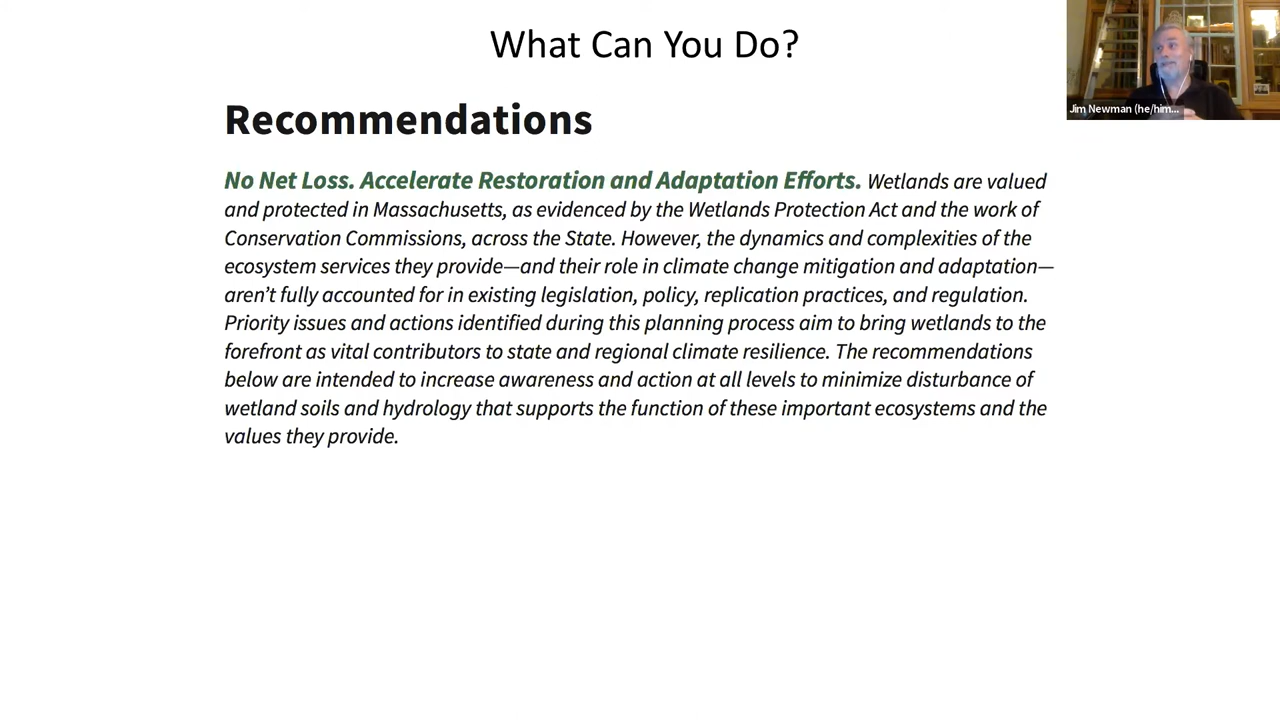 What Can You Do?
Jim Newman (he/him...
Recommendations
No Net Loss. Accelerate Restoration and Adaptation Efforts. Wetlands are valued
and protected in Massachusetts, as evidenced by the Wetlands Protection Act and the work of
Conservation Commissions, across the State. However, the dynamics and complexities of the
ecosystem services they provide—and their role in climate change mitigation and adaptation—
aren’t fully accounted for in existing legislation, policy, replication practices, and regulation.
Priority issues and actions identified during this planning process aim to bring wetlands to the
forefront as vital contributors to state and regional climate resilience. The recommendations
below are intended to increase awareness and action at all levels to minimize disturbance of
wetland soils and hydrology that supports the function of these important ecosystems and the
values they provide.